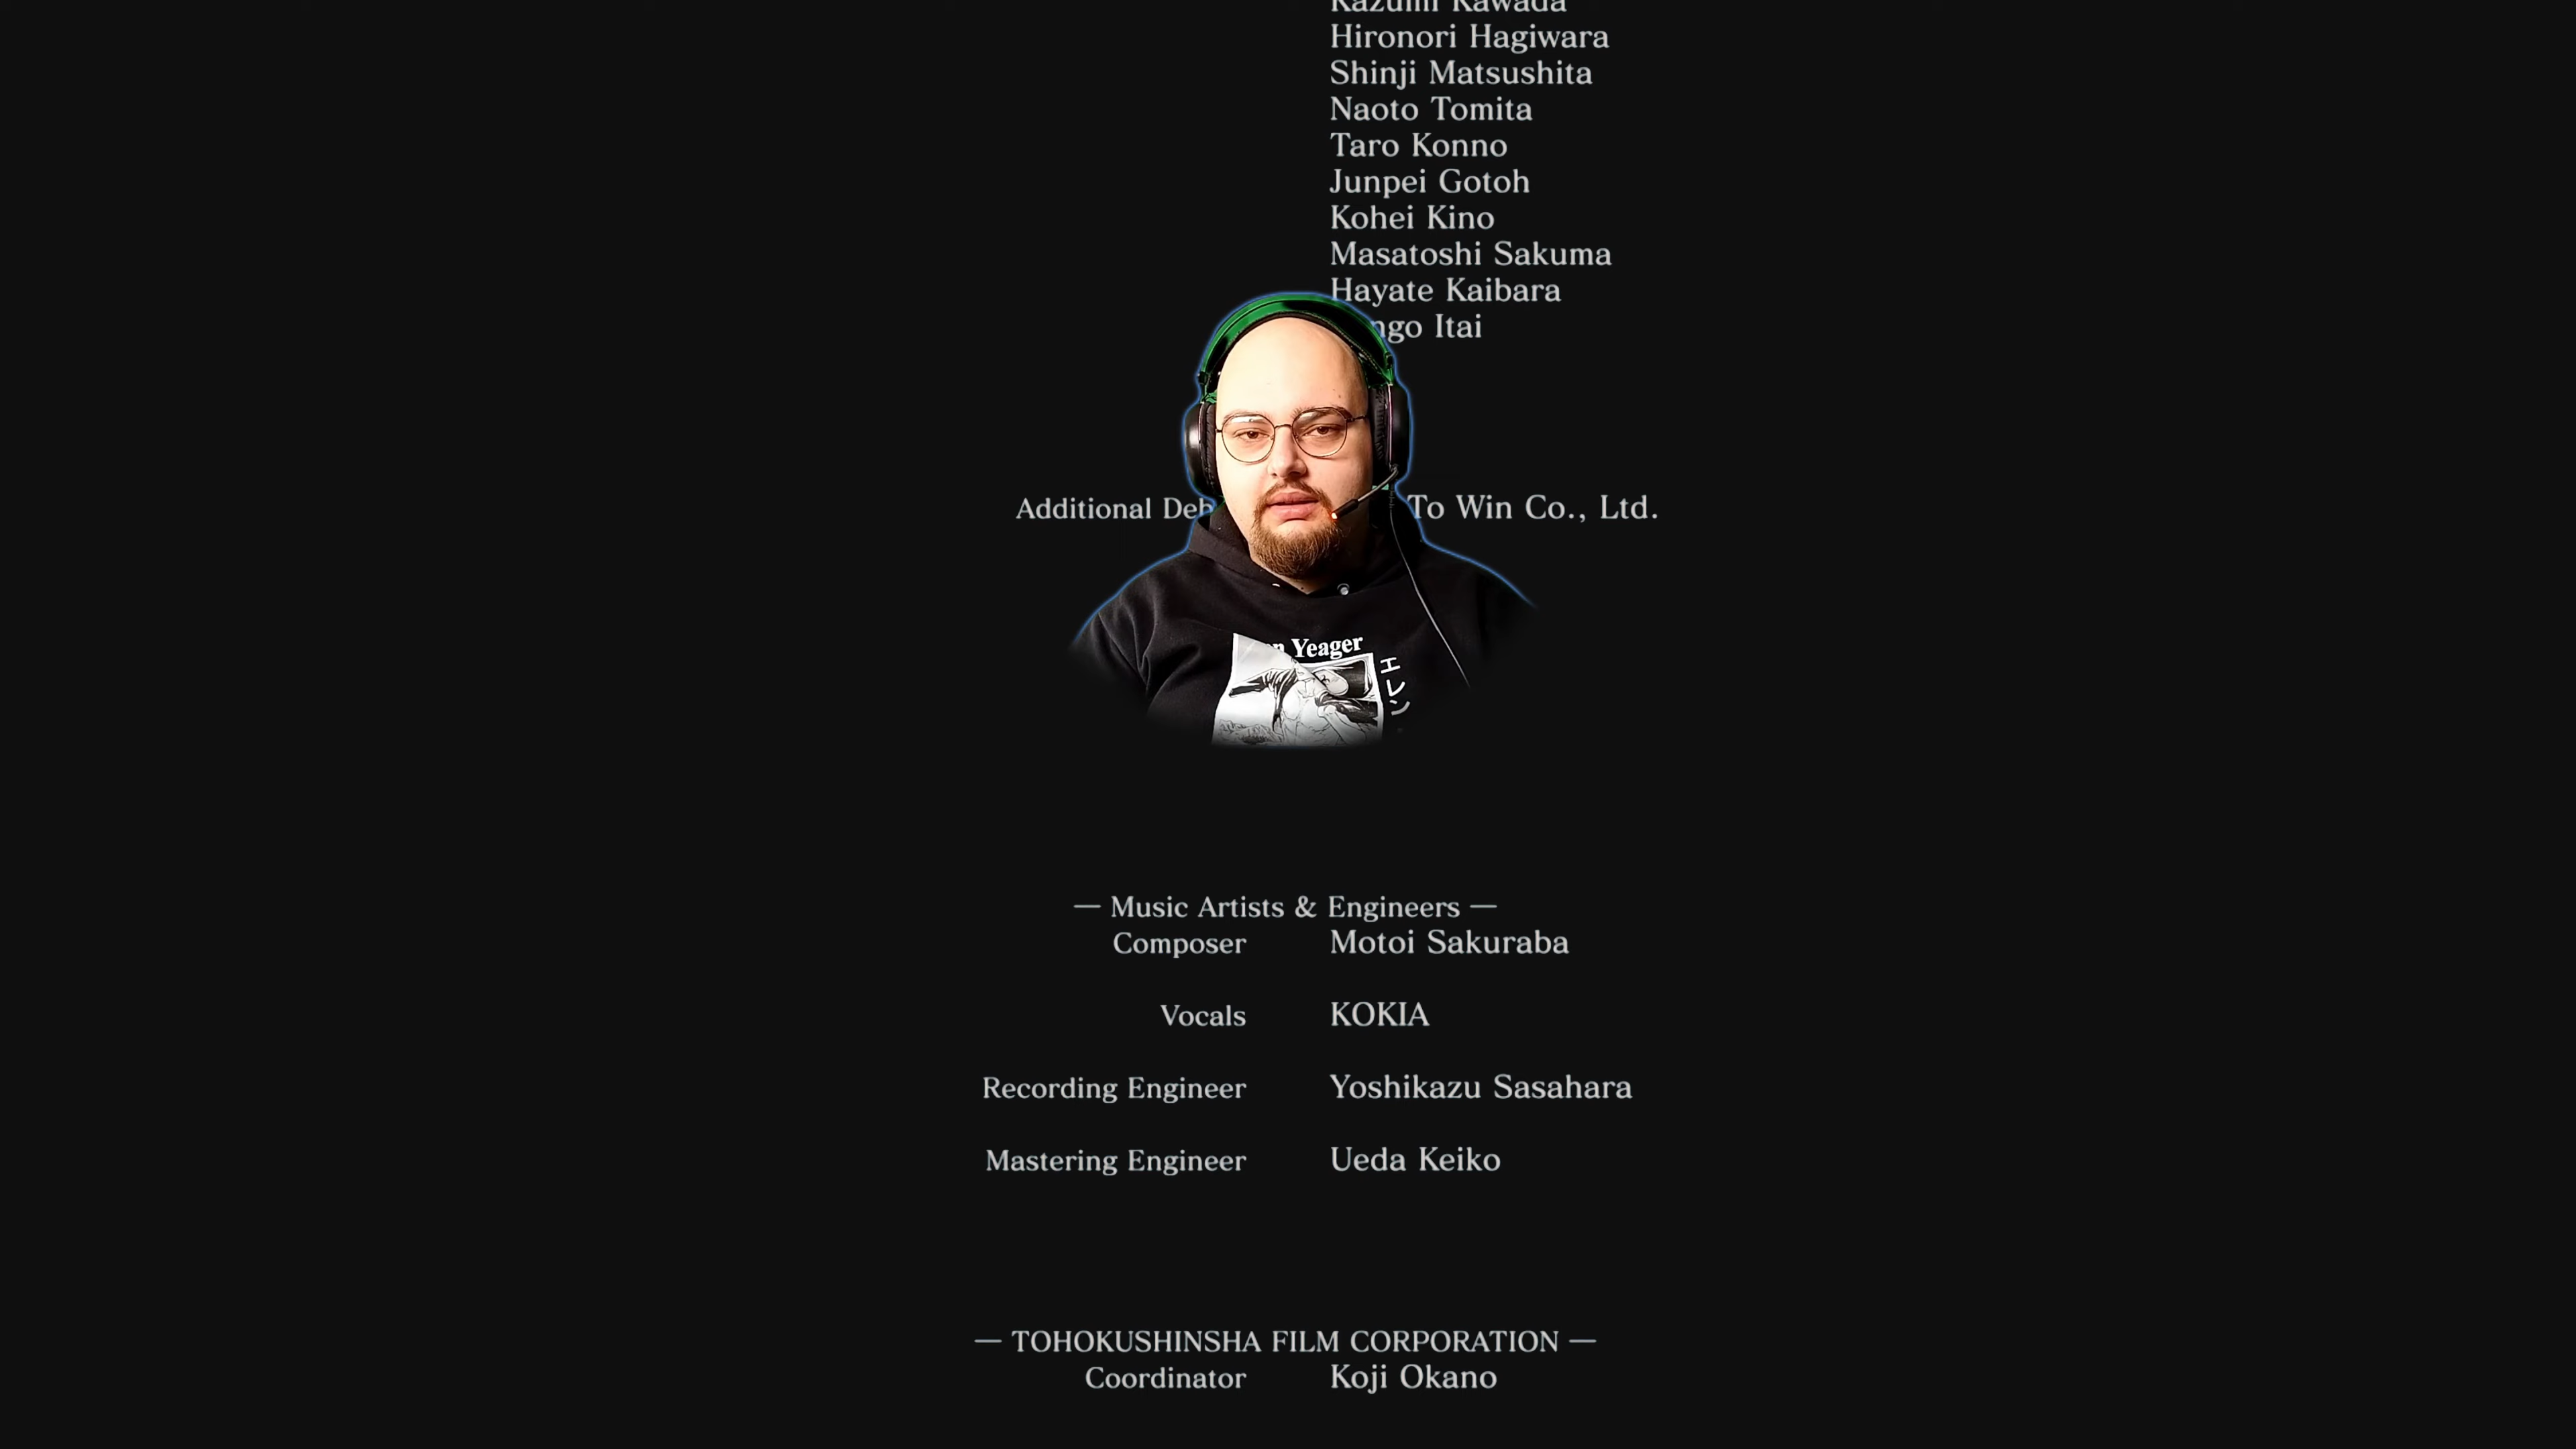 Kazumi Kawada
Hironori Hagiwara
Shinji Matsushita
Naoto Tomita
Taro Konno
Junpei Gotoh
Kohei Kino
Masatoshi Sakuma
Hayate Kaibara
Itai
Additional To Win Co., Ltd.
Yeager
エレン
— Music Artists & Engineers —
Composer Motoi Sakuraba
Vocals KOKIA
Recording Engineer Yoshikazu Sasahara
Mastering Engineer Ueda Keiko
— TOHOKUSHINSHA FILM CORPORATION —
Coordinator Koji Okano